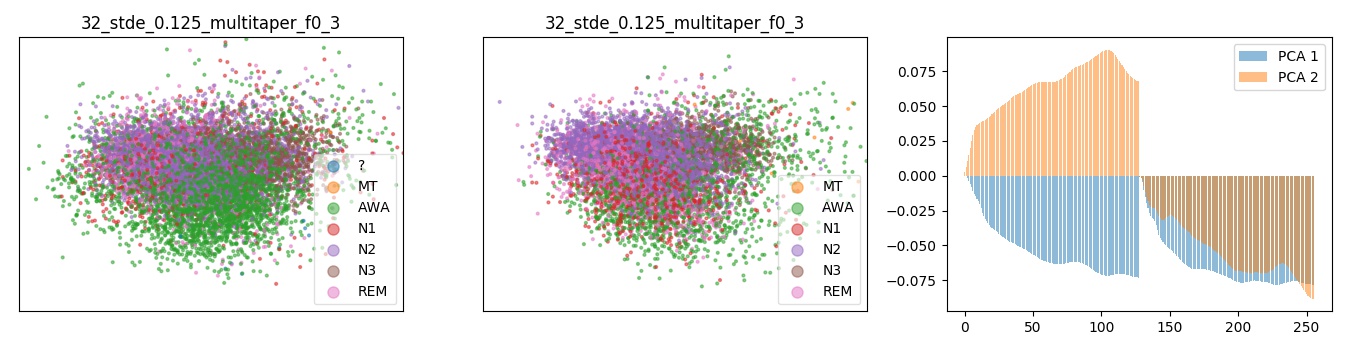 32_stde_0.125_multitaper_f0_3
?
MT
AWA
N1
N2
N3
REM
32_stde_0.125_multitaper_f0_3
MT
AWA
N1
N2
N3
REM
PCA 1
PCA 2
0.075
0.050
0.025
0.000
−0.025
−0.050
−0.075
0 50 100 150 200 250